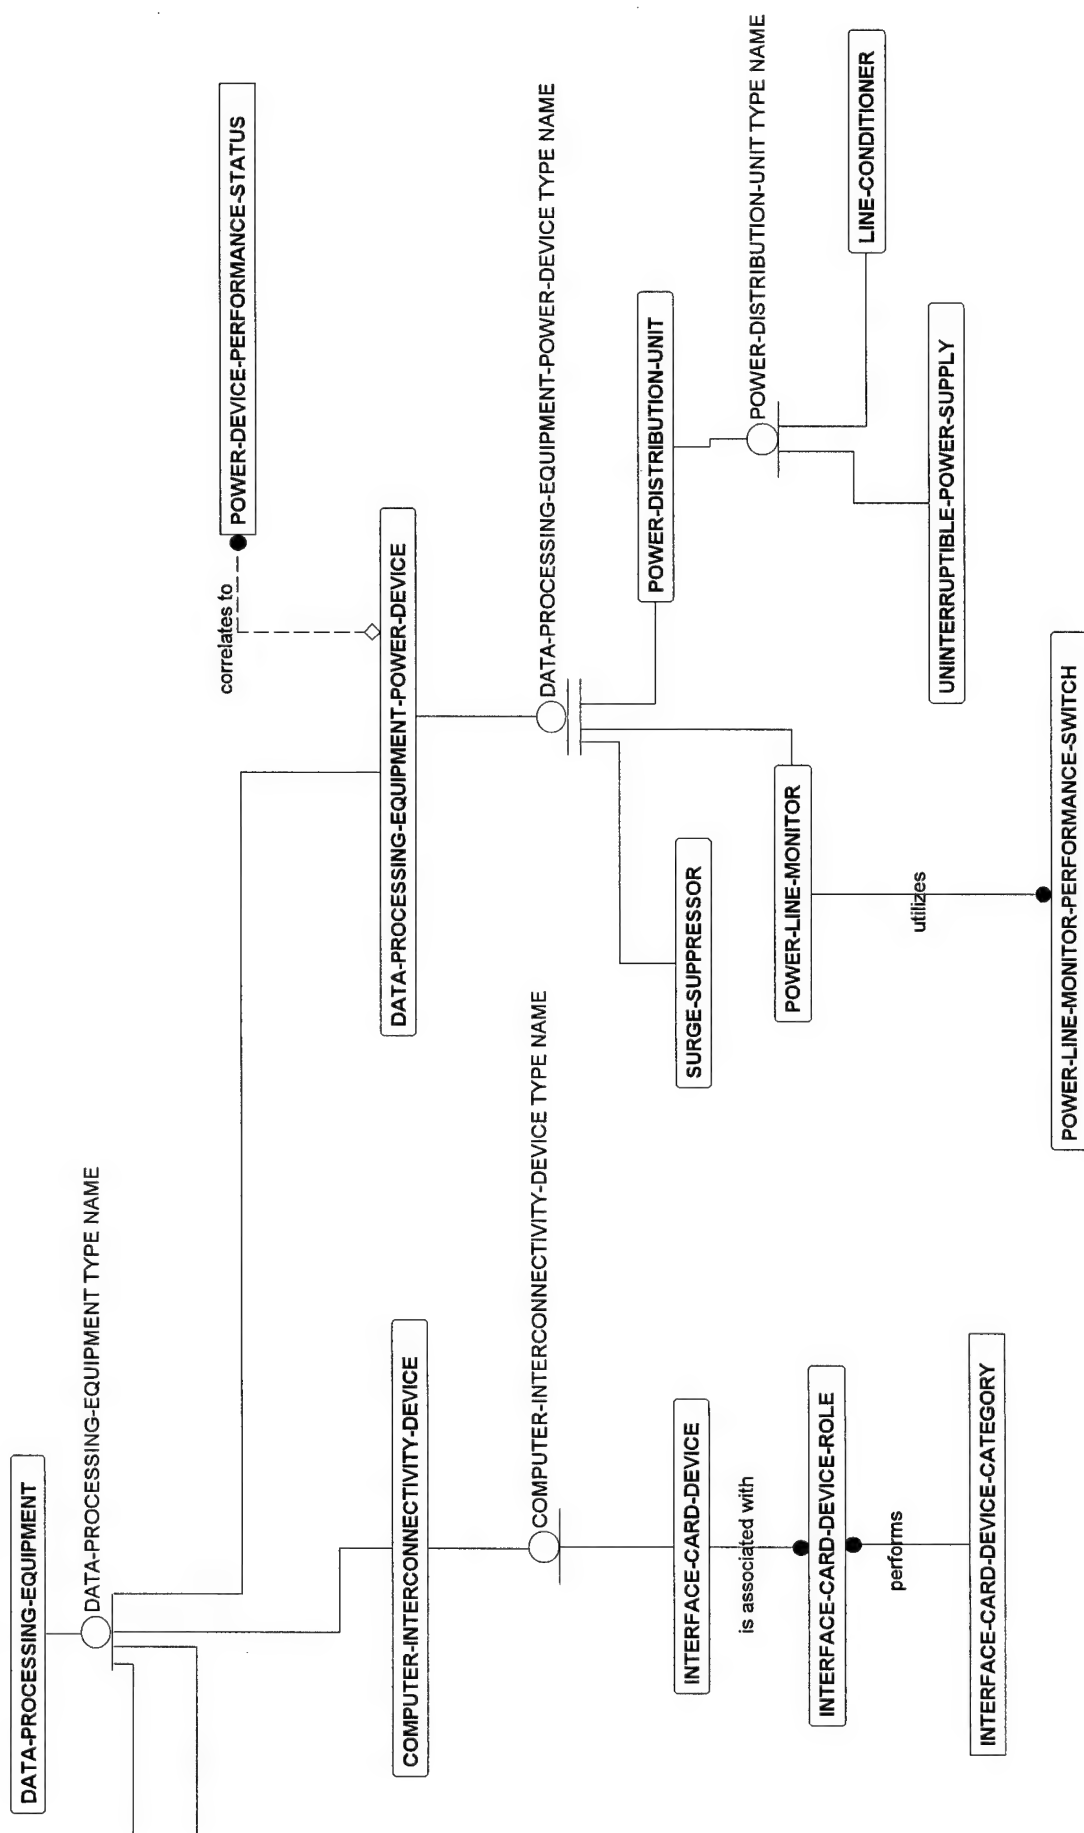 DATA-PROCESSING-EQUIPMENT
DATA-PROCESSING-EQUIPMENT TYPE NAME
POWER-DEVICE-PERFORMANCE-STATUS
correlates to
COMPUTER-INTERCONNECTIVITY-DEVICE
DATA-PROCESSING-EQUIPMENT-POWER-DEVICE
COMPUTER-INTERCONNECTIVITY-DEVICE TYPE NAME
DATA-PROCESSING-EQUIPMENT-POWER-DEVICE TYPE NAME
INTERFACE-CARD-DEVICE
SURGE-SUPPRESSOR
POWER-DISTRIBUTION-UNIT
is associated with
POWER-DISTRIBUTION-UNIT TYPE NAME
POWER-LINE-MONITOR
INTERFACE-CARD-DEVICE-ROLE
LINE-CONDITIONER
performs
utilizes
UNINTERRUPTIBLE-POWER-SUPPLY
INTERFACE-CARD-DEVICE-CATEGORY
POWER-LINE-MONITOR-PERFORMANCE-SWITCH